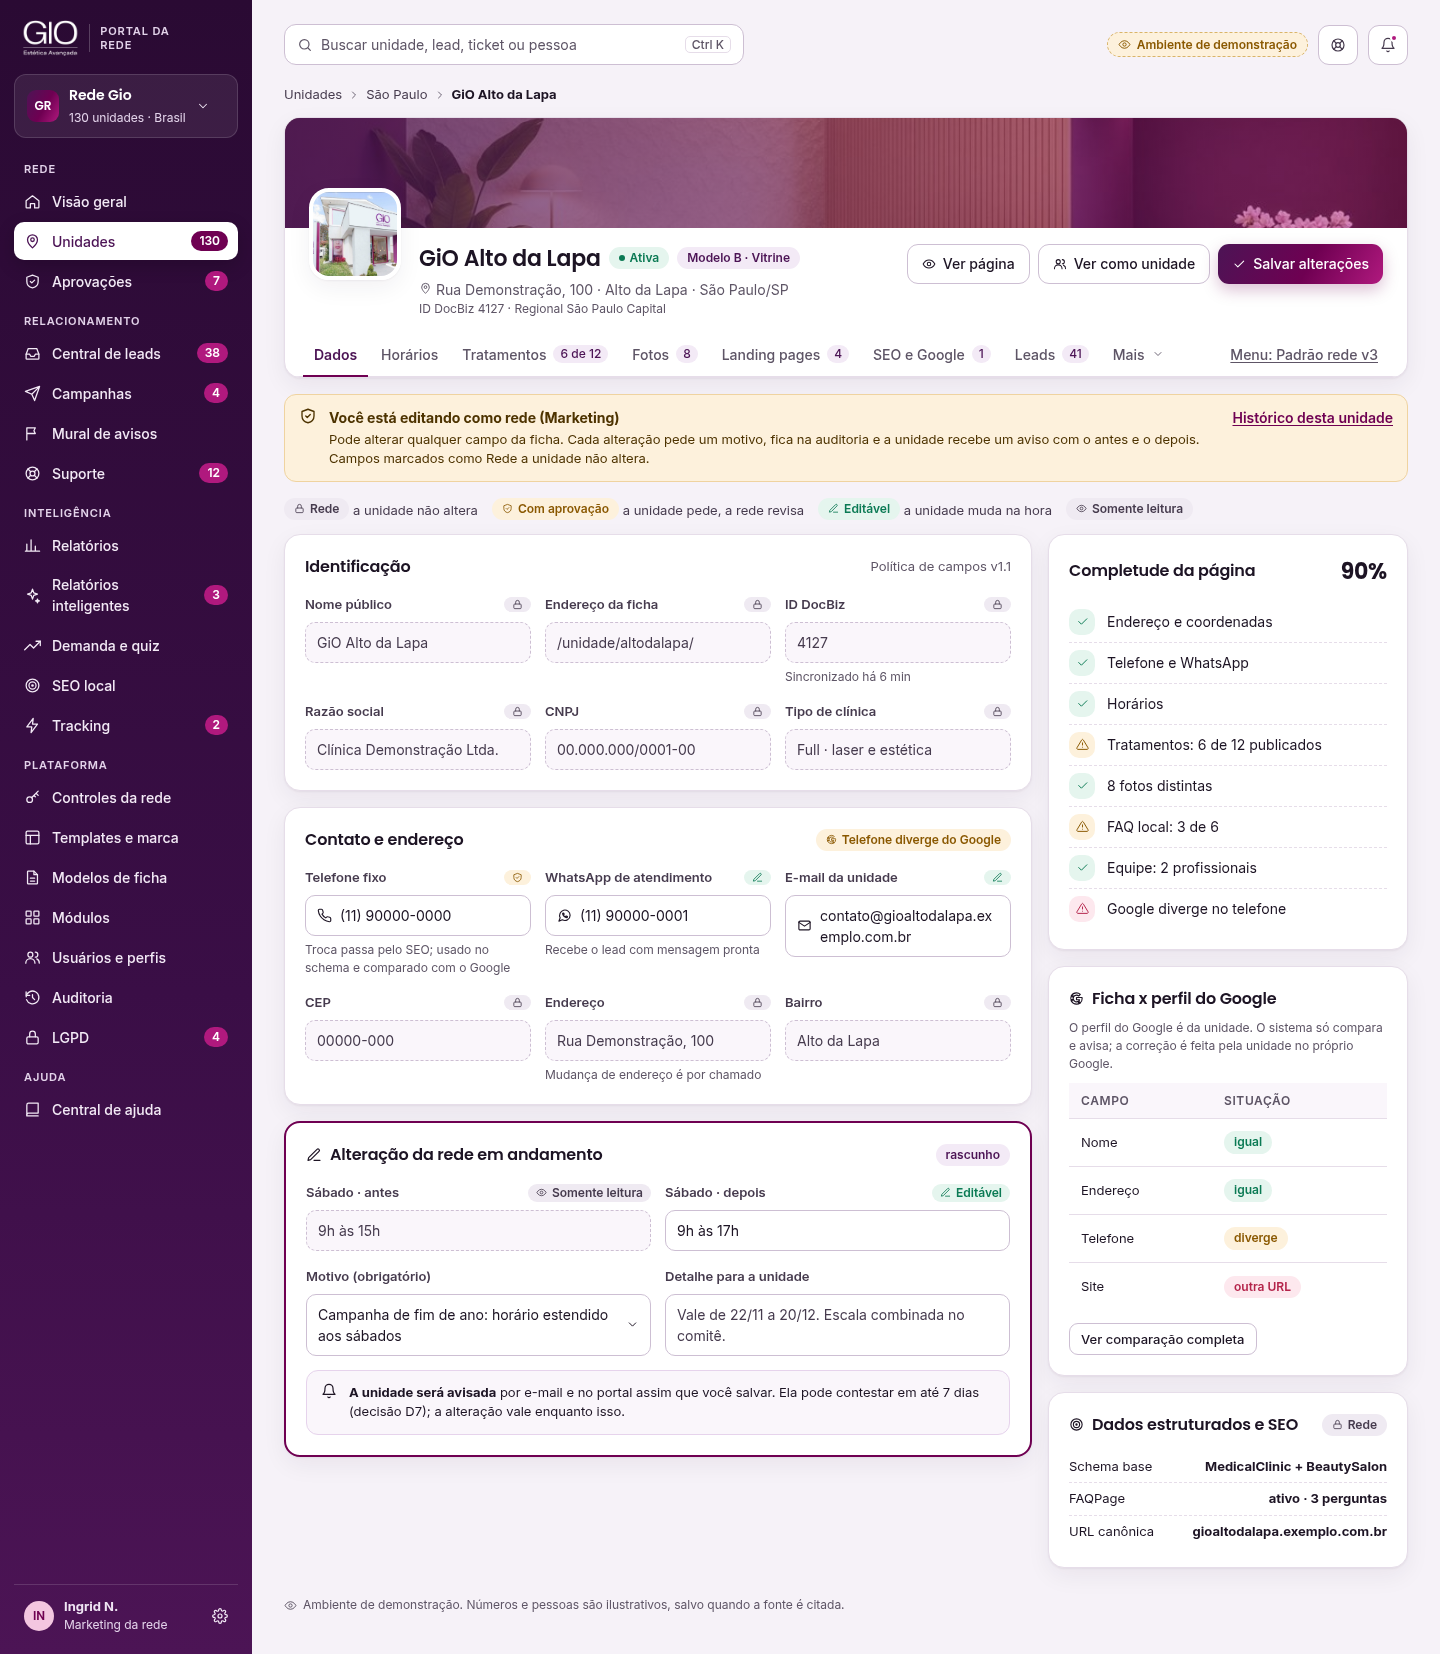 GIO
Estética Avançada
PORTAL DA
REDE
GR
Rede Gio
130 unidades · Brasil
REDE
Visão geral
Unidades 130
Aprovações 7
RELACIONAMENTO
Central de leads 38
Campanhas 4
Mural de avisos
Suporte 12
INTELIGÊNCIA
Relatórios
Relatórios
inteligentes 3
Demanda e quiz
SEO local
Tracking 2
PLATAFORMA
Controles da rede
Templates e marca
Modelos de ficha
Módulos
Usuários e perfis
Auditoria
LGPD 4
AJUDA
Central de ajuda
IN
Ingrid N.
Marketing da rede
Buscar unidade, lead, ticket ou pessoa Ctrl K
Ambiente de demonstração
Unidades > São Paulo > GiO Alto da Lapa
GIO
GiO Alto da Lapa Ativa Modelo B · Vitrine
Rua Demonstração, 100 · Alto da Lapa · São Paulo/SP
ID DocBiz 4127 · Regional São Paulo Capital
Ver página Ver como unidade Salvar alterações
Dados Horários Tratamentos 6 de 12 Fotos 8 Landing pages 4 SEO e Google 1 Leads 41 Mais Menu: Padrão rede v3
Você está editando como rede (Marketing) Histórico desta unidade
Pode alterar qualquer campo da ficha. Cada alteração pede um motivo, fica na auditoria e a unidade recebe um aviso com o antes e o depois.
Campos marcados como Rede a unidade não altera.
Rede a unidade não altera Com aprovação a unidade pede, a rede revisa Editável a unidade muda na hora Somente leitura
Identificação Política de campos v1.1
Nome público Endereço da ficha ID DocBiz
GiO Alto da Lapa /unidade/altodalapa/ 4127
Sincronizado há 6 min
Razão social CNPJ Tipo de clínica
Clínica Demonstração Ltda. 00.000.000/0001-00 Full · laser e estética
Contato e endereço Telefone diverge do Google
Telefone fixo WhatsApp de atendimento E-mail da unidade
(11) 90000-0000 (11) 90000-0001 contato@gioaltodalapa.ex
emplo.com.br
Troca passa pelo SEO; usado no
schema e comparado com o Google
Recebe o lead com mensagem pronta
CEP Endereço Bairro
00000-000 Rua Demonstração, 100 Alto da Lapa
Mudança de endereço é por chamado
Alteração da rede em andamento rascunho
Sábado · antes Somente leitura Sábado · depois Editável
9h às 15h 9h às 17h
Motivo (obrigatório) Detalhe para a unidade
Campanha de fim de ano: horário estendido
aos sábados
Vale de 22/11 a 20/12. Escala combinada no
comitê.
A unidade será avisada por e-mail e no portal assim que você salvar. Ela pode contestar em até 7 dias
(decisão D7); a alteração vale enquanto isso.
Completude da página 90%
Endereço e coordenadas
Telefone e WhatsApp
Horários
Tratamentos: 6 de 12 publicados
8 fotos distintas
FAQ local: 3 de 6
Equipe: 2 profissionais
Google diverge no telefone
Ficha x perfil do Google
O perfil do Google é da unidade. O sistema só compara
e avisa; a correção é feita pela unidade no próprio
Google.
CAMPO SITUAÇÃO
Nome igual
Endereço igual
Telefone diverge
Site outra URL
Ver comparação completa
Dados estruturados e SEO Rede
Schema base MedicalClinic + BeautySalon
FAQPage ativo · 3 perguntas
URL canônica gioaltodalapa.exemplo.com.br
Ambiente de demonstração. Números e pessoas são ilustrativos, salvo quando a fonte é citada.